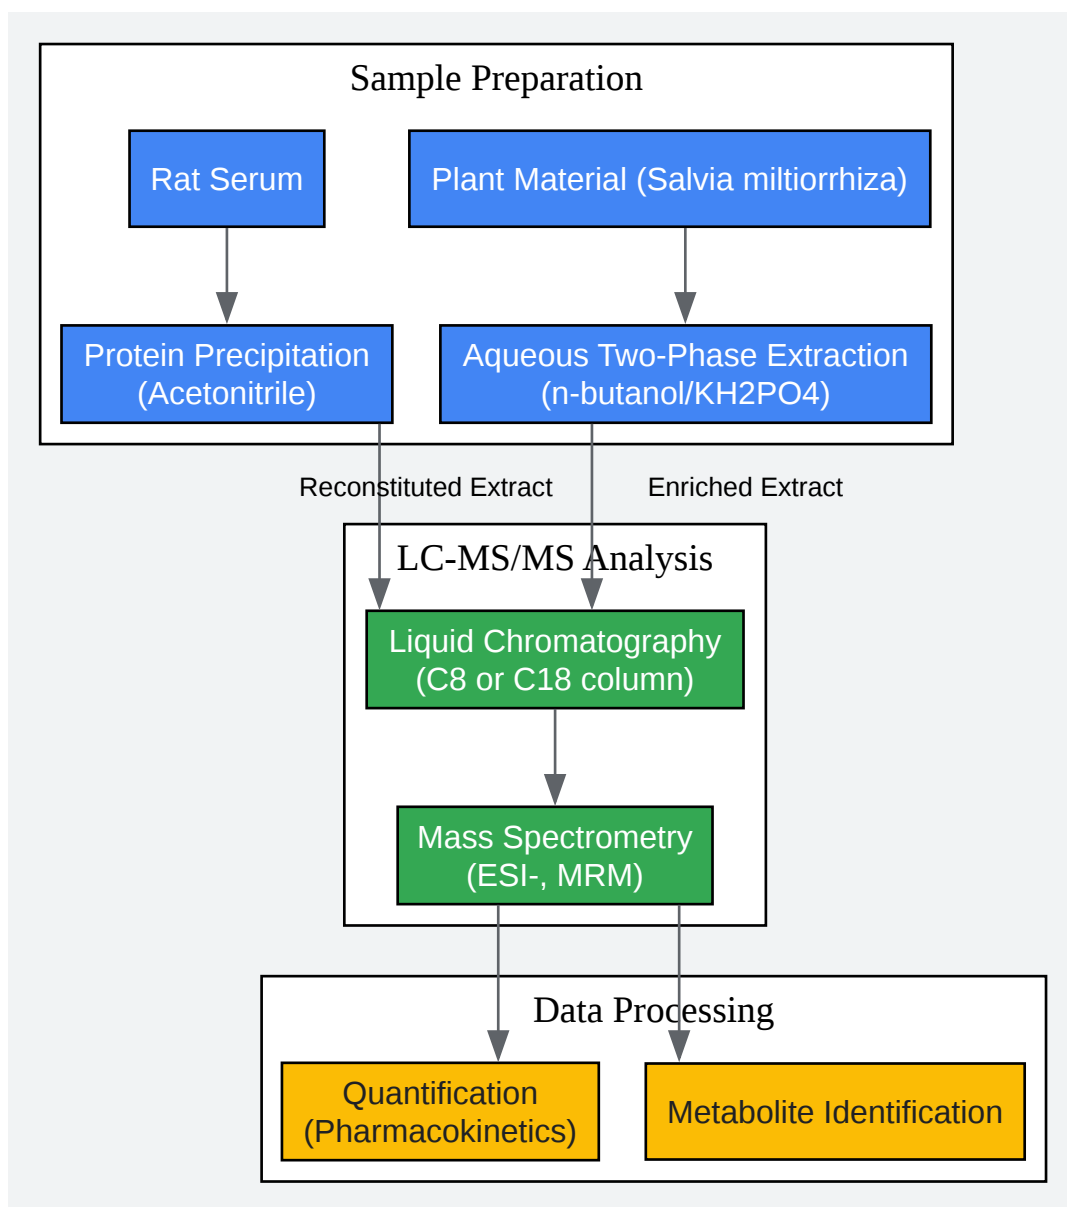 Sample Preparation
Rat Serum
Plant Material (Salvia miltiorrhiza)
Protein Precipitation
(Acetonitrile)
Aqueous Two-Phase Extraction
(n-butanol/KH2PO4)
Reconstituted Extract
Enriched Extract
LC-MS/MS Analysis
Liquid Chromatography
(C8 or C18 column)
Mass Spectrometry
(ESI-, MRM)
Data Processing
Quantification
(Pharmacokinetics)
Metabolite Identification